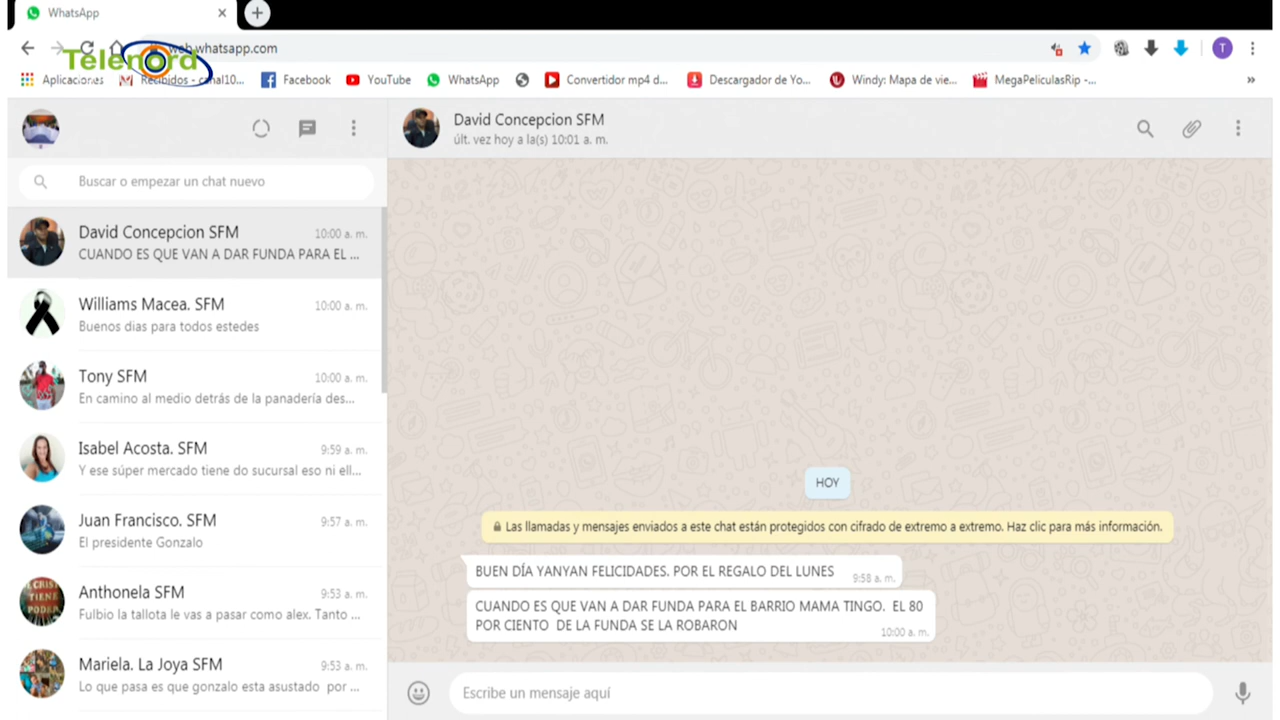 WhatsApp
web.whatsapp.com
Telenord
T
Aplicaciones
Recibidos - canal10...
Facebook
YouTube
WhatsApp
Convertidor mp4 d...
Descargador de Yo...
Windy: Mapa de vie...
MegaPeliculasRip -...
»
Buscar o empezar un chat nuevo
David Concepcion SFM
10:00 a. m.
CUANDO ES QUE VAN A DAR FUNDA PARA EL ...
Williams Macea. SFM
10:00 a. m.
Buenos dias para todos estedes
Tony SFM
10:00 a. m.
En camino al medio detrás de la panadería des...
Isabel Acosta. SFM
9:59 a. m.
Y ese súper mercado tiene do sucursal eso ni ell...
Juan Francisco. SFM
9:57 a. m.
El presidente Gonzalo
CRISTO
TIENE
PODER
Anthonela SFM
9:53 a. m.
Fulbio la tallota le vas a pasar como alex. Tanto ...
Mariela. La Joya SFM
9:53 a. m.
Lo que pasa es que gonzalo esta asustado por ...
David Concepcion SFM
últ. vez hoy a la(s) 10:01 a. m.
HOY
Las llamadas y mensajes enviados a este chat están protegidos con cifrado de extremo a extremo. Haz clic para más información.
BUEN DÍA YANYAN FELICIDADES. POR EL REGALO DEL LUNES
9:58 a. m.
CUANDO ES QUE VAN A DAR FUNDA PARA EL BARRIO MAMA TINGO. EL 80
POR CIENTO DE LA FUNDA SE LA ROBARON
10:00 a. m.
Escribe un mensaje aquí